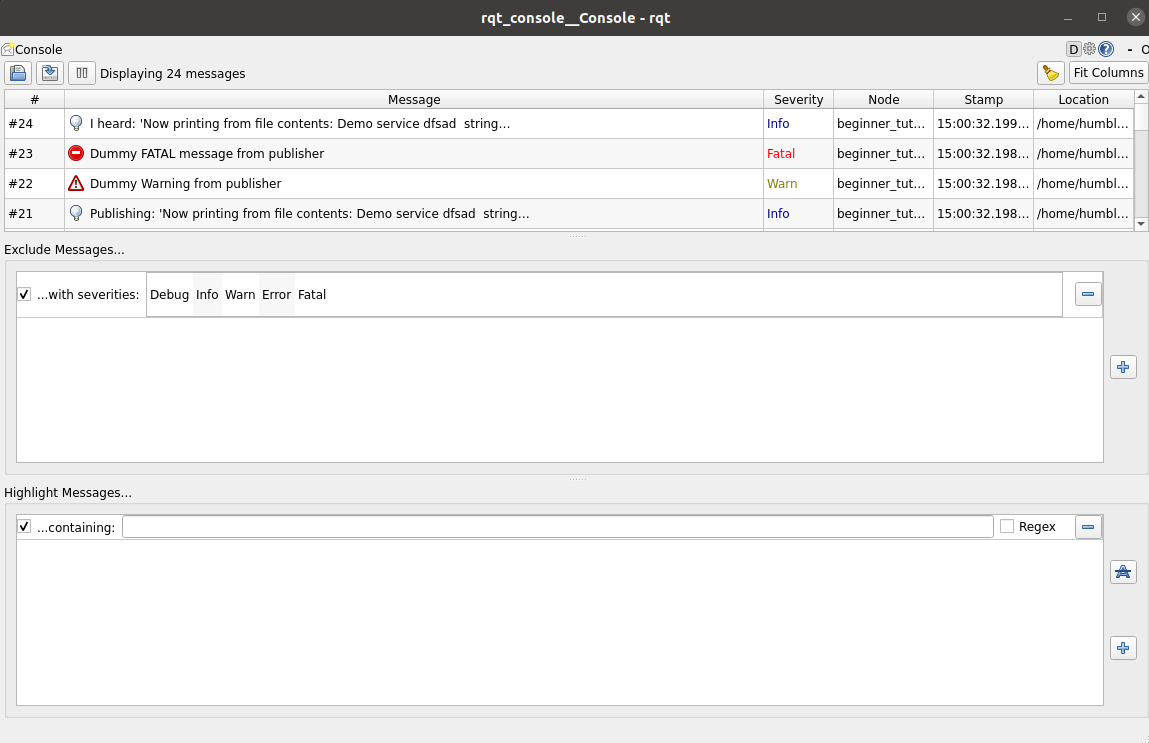 rqt_console__Console - rqt
Console D ? - O
Displaying 24 messages Fit Columns
# Message Severity Node Stamp Location
#24 I heard: 'Now printing from file contents: Demo service dfsad  string... Info beginner_tut... 15:00:32.199... /home/humbl...
#23 Dummy FATAL message from publisher Fatal beginner_tut... 15:00:32.198... /home/humbl...
#22 Dummy Warning from publisher Warn beginner_tut... 15:00:32.198... /home/humbl...
#21 Publishing: 'Now printing from file contents: Demo service dfsad  string... Info beginner_tut... 15:00:32.198... /home/humbl...
Exclude Messages...
...with severities: Debug Info Warn Error Fatal
Highlight Messages...
...containing: Regex